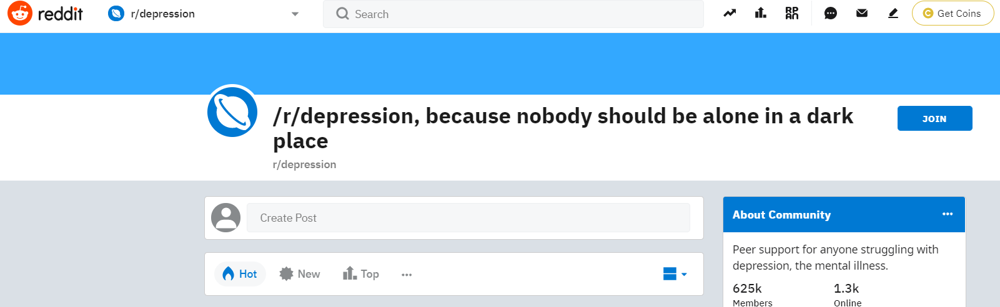 reddit
r/depression
Search
RPAN
Get Coins
/r/depression, because nobody should be alone in a dark
place
r/depression
JOIN
Create Post
About Community
Hot
New
Top
Peer support for anyone struggling with
depression, the mental illness.
625k
1.3k
Members
Online